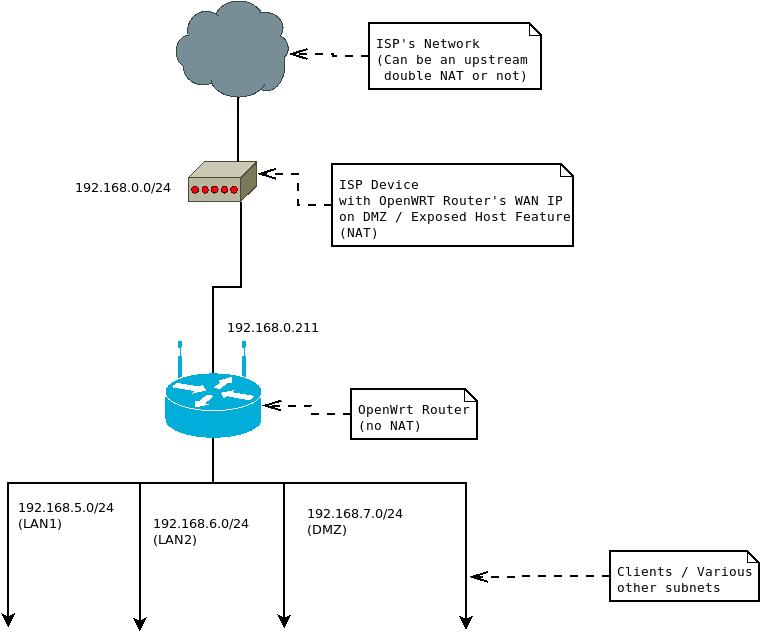 ISP's Network
(Can be an upstream
double NAT or not)
192.168.0.0/24
ISP Device
with OpenWRT Router's WAN IP
on DMZ / Exposed Host Feature
(NAT)
192.168.0.211
OpenWrt Router
(no NAT)
192.168.5.0/24
(LAN1)
192.168.6.0/24
(LAN2)
192.168.7.0/24
(DMZ)
Clients / Various
other subnets